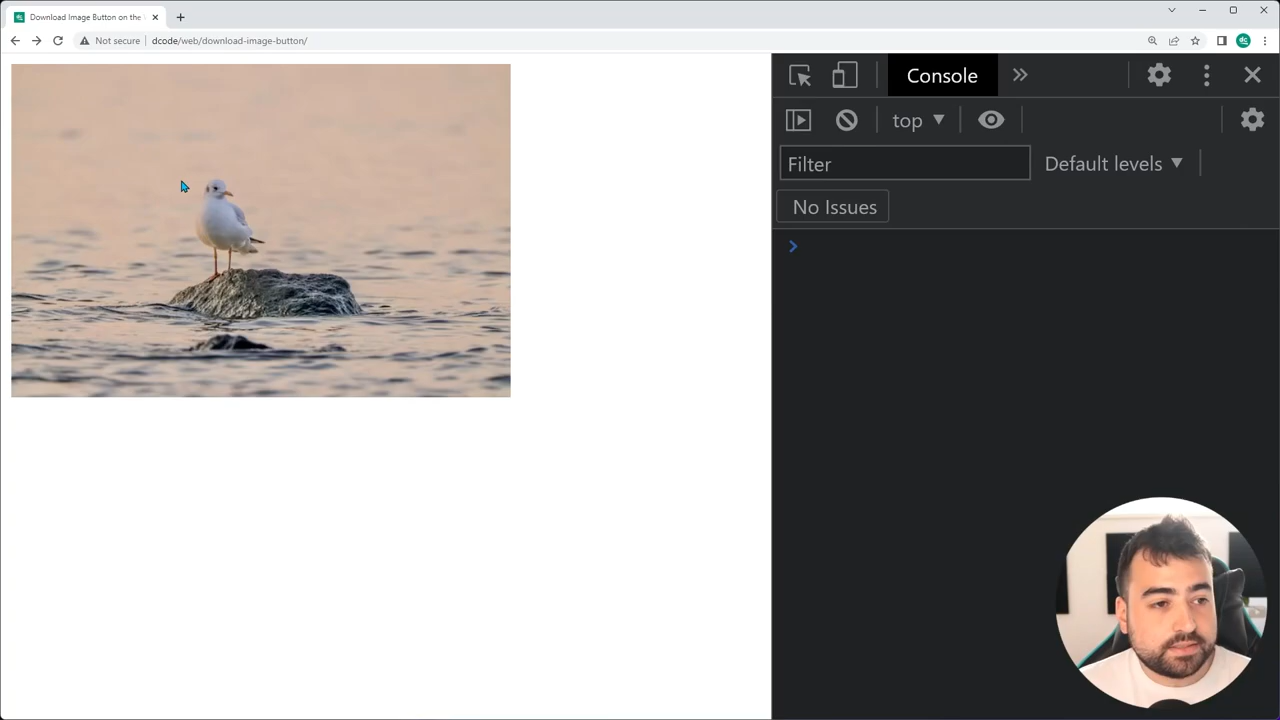 Download Image Button on the
Not secure
dcode/web/download-image-button/
dc
Console
top
Filter
Default levels
No Issues